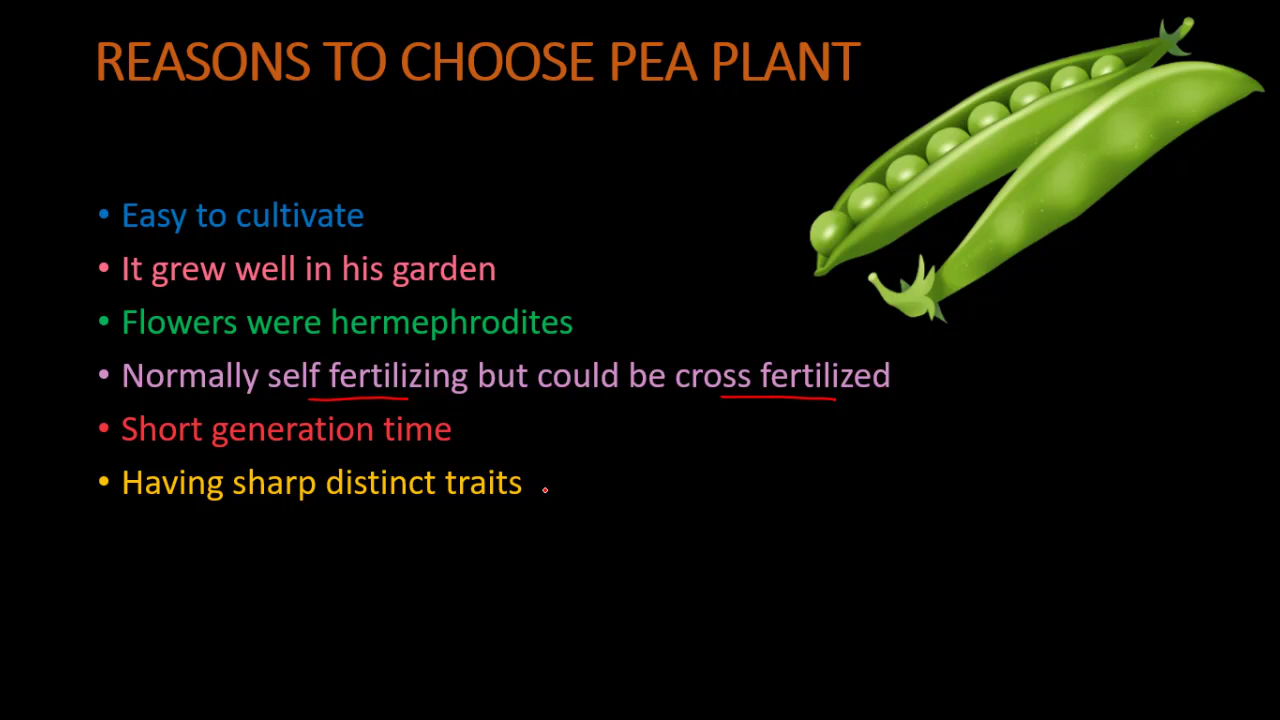 REASONS TO CHOOSE PEA PLANT
• Easy to cultivate
• It grew well in his garden
• Flowers were hermephrodites
• Normally self fertilizing but could be cross fertilized
• Short generation time
• Having sharp distinct traits